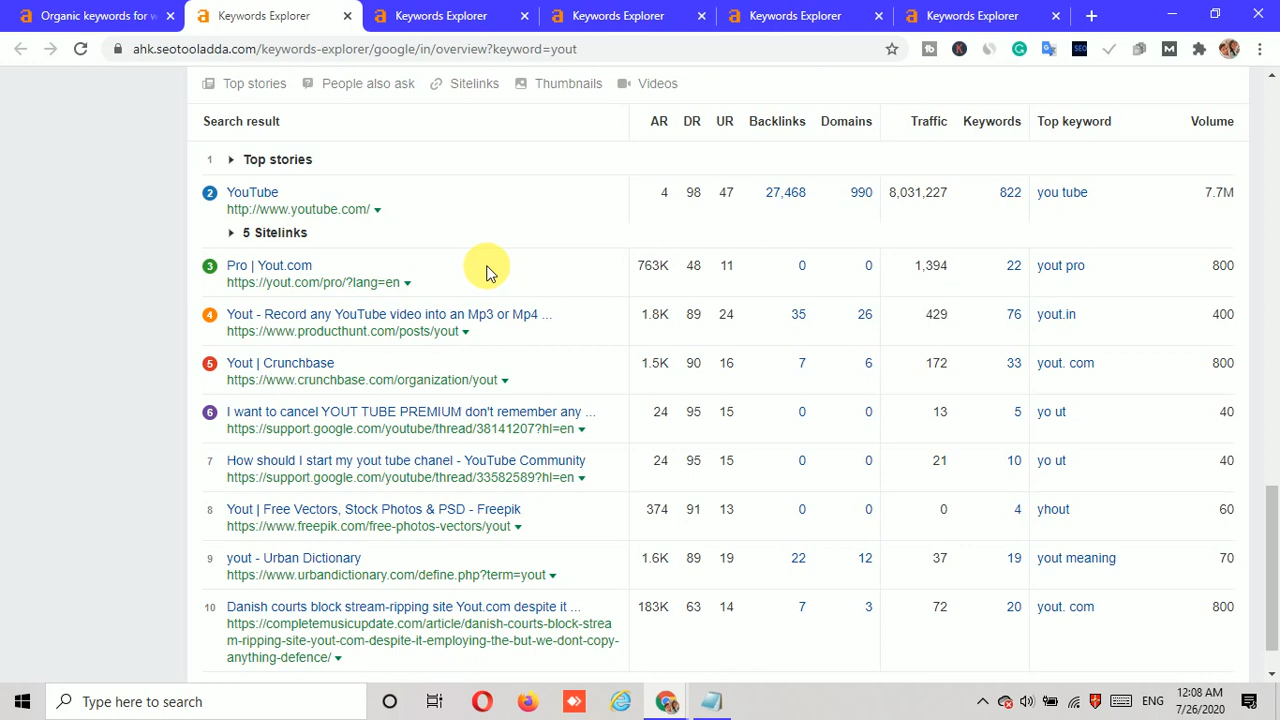 Organic keywords for w
Keywords Explorer
Keywords Explorer
Keywords Explorer
Keywords Explorer
Keywords Explorer
ahk.seotooladda.com/keywords-explorer/google/in/overview?keyword=yout
Top stories People also ask Sitelinks Thumbnails Videos
Search result AR DR UR Backlinks Domains Traffic Keywords Top keyword Volume
1 Top stories
2 YouTube 4 98 47 27,468 990 8,031,227 822 you tube 7.7M
http://www.youtube.com/
5 Sitelinks
3 Pro | Yout.com 763K 48 11 0 0 1,394 22 yout pro 800
https://yout.com/pro/?lang=en
4 Yout - Record any YouTube video into an Mp3 or Mp4 ... 1.8K 89 24 35 26 429 76 yout.in 400
https://www.producthunt.com/posts/yout
5 Yout | Crunchbase 1.5K 90 16 7 6 172 33 yout. com 800
https://www.crunchbase.com/organization/yout
6 I want to cancel YOUT TUBE PREMIUM don't remember any ... 24 95 15 0 0 13 5 yo ut 40
https://support.google.com/youtube/thread/38141207?hl=en
7 How should I start my yout tube chanel - YouTube Community 24 95 15 0 0 21 10 yo ut 40
https://support.google.com/youtube/thread/33582589?hl=en
8 Yout | Free Vectors, Stock Photos & PSD - Freepik 374 91 13 0 0 0 4 yhout 60
https://www.freepik.com/free-photos-vectors/yout
9 yout - Urban Dictionary 1.6K 89 19 22 12 37 19 yout meaning 70
https://www.urbandictionary.com/define.php?term=yout
10 Danish courts block stream-ripping site Yout.com despite it ... 183K 63 14 7 3 72 20 yout. com 800
https://completemusicupdate.com/article/danish-courts-block-strea
m-ripping-site-yout-com-despite-it-employing-the-but-we-dont-copy-
anything-defence/
Type here to search
ENG
12:08 AM
7/26/2020